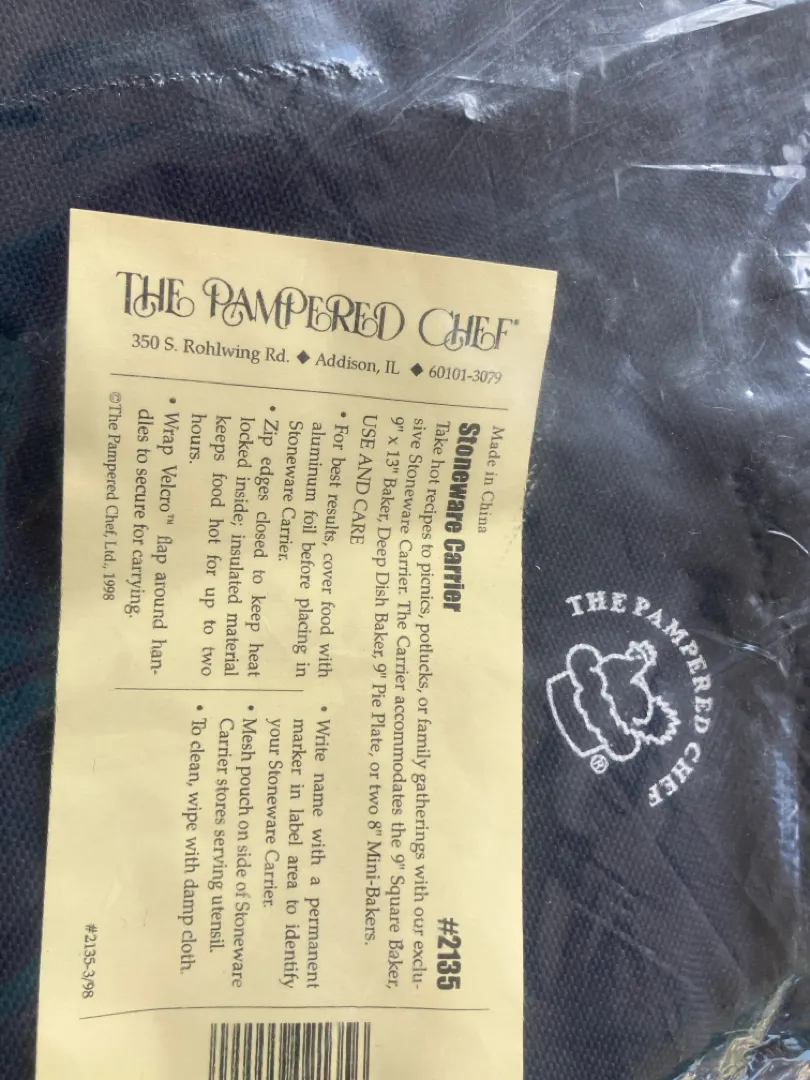 THE PAMPERED CHEF®
350 S. Rohlwing Rd. ◆ Addison, IL ◆ 60101-3079
Made in China
Stoneware Carrier #2135
Take hot recipes to picnics, potlucks, or family gatherings with our exclu-
sive Stoneware Carrier. The Carrier accommodates the 9" Square Baker,
9" x 13" Baker, Deep Dish Baker, 9" Pie Plate, or two 8" Mini-Bakers.
USE AND CARE
• For best results, cover food with
aluminum foil before placing in
Stoneware Carrier.
• Zip edges closed to keep heat
locked inside; insulated material
keeps food hot for up to two
hours.
• Wrap Velcro™ flap around han-
dles to secure for carrying.
• Write name with a permanent
marker in label area to identify
your Stoneware Carrier.
• Mesh pouch on side of Stoneware
Carrier stores serving utensil.
• To clean, wipe with damp cloth.
©The Pampered Chef, Ltd., 1998
#2135-3/98
THE PAMPERED CHEF
®